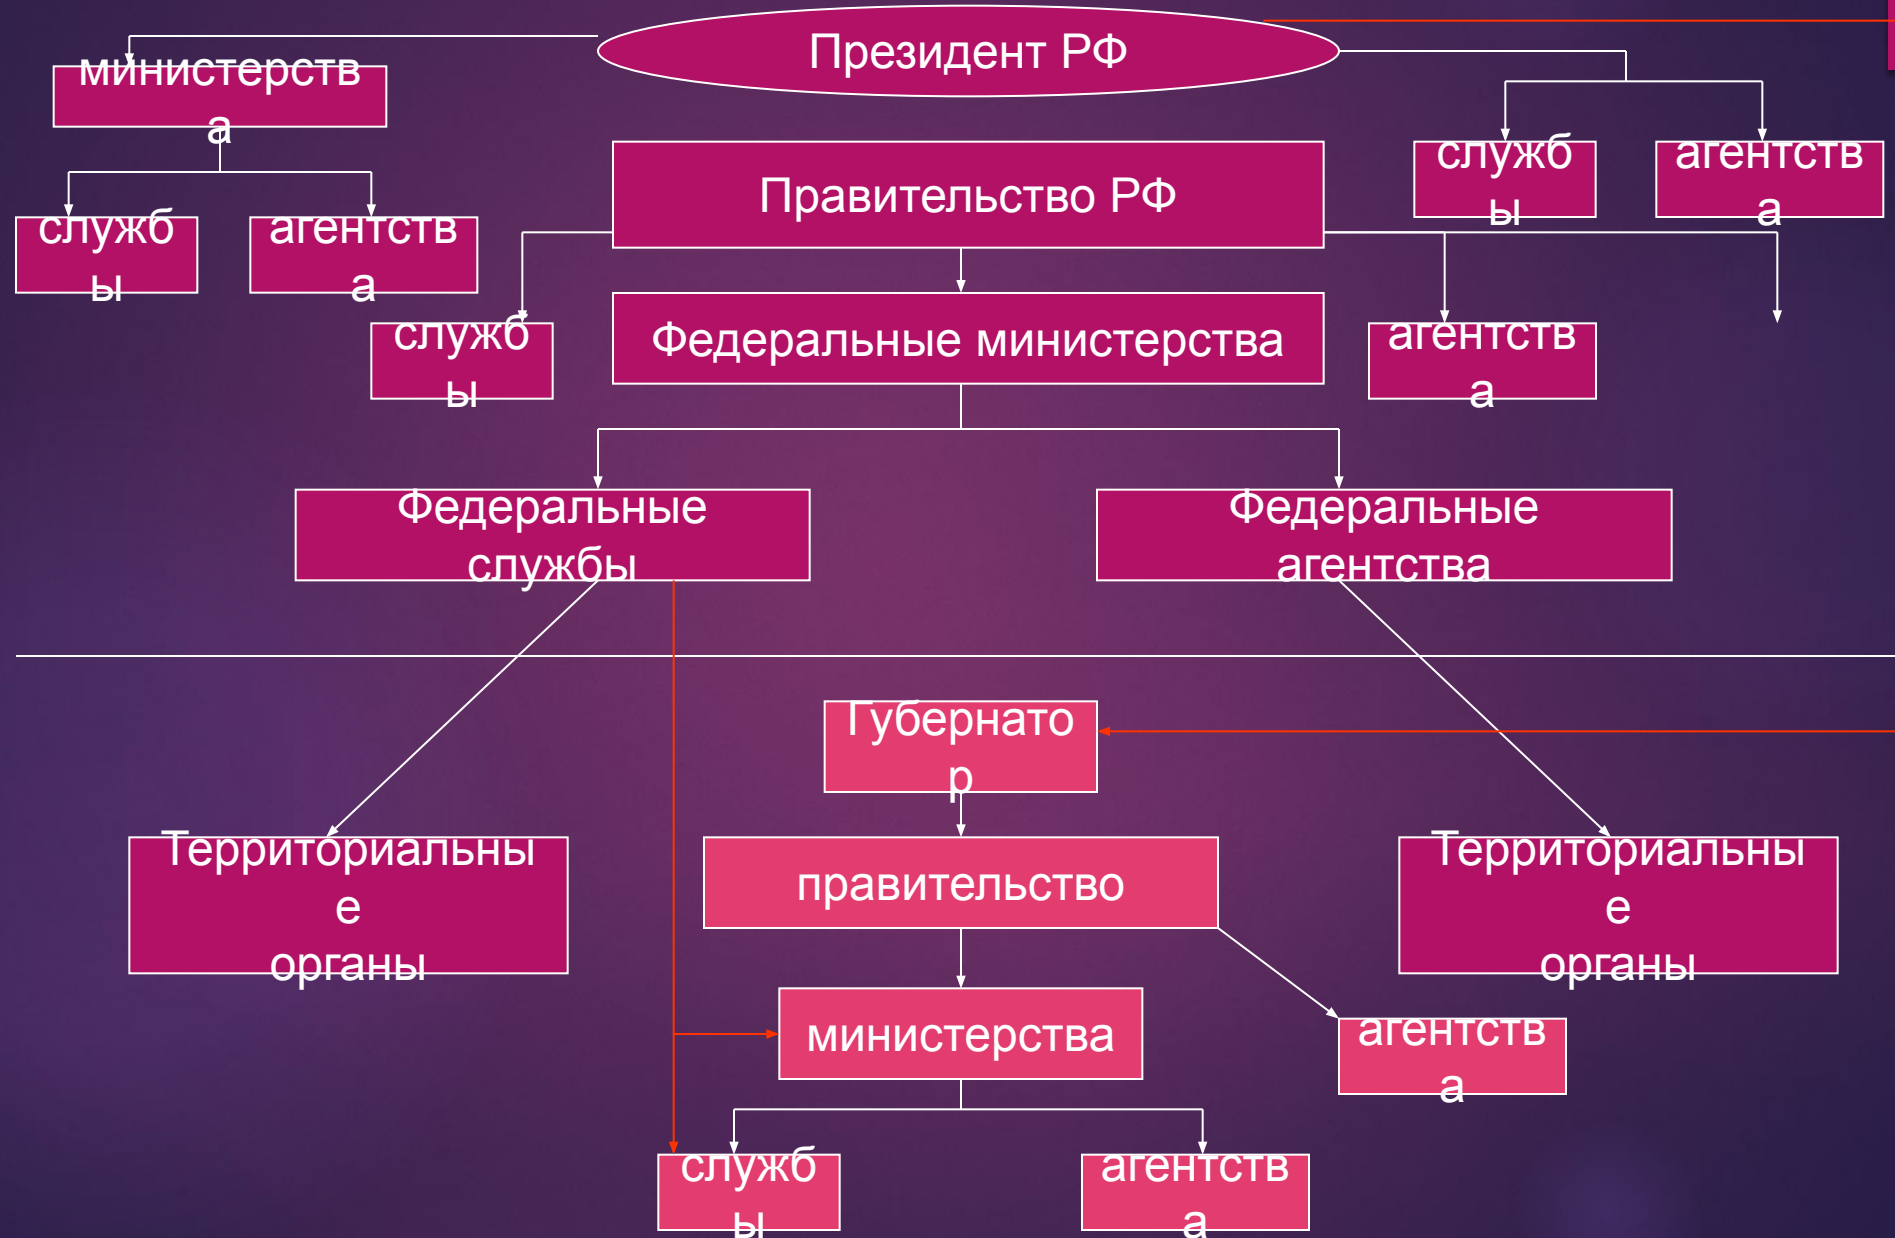 Президент РФ
министерств
а
служб
ы
агентств
а
Правительство РФ
служб
ы
агентств
а
служб
ы
Федеральные министерства
агентств
а
Федеральные
службы
Федеральные
агентства
Губернато
р
Территориальны
е
органы
правительство
Территориальны
е
органы
министерства
агентств
а
служб
ы
агентств
а